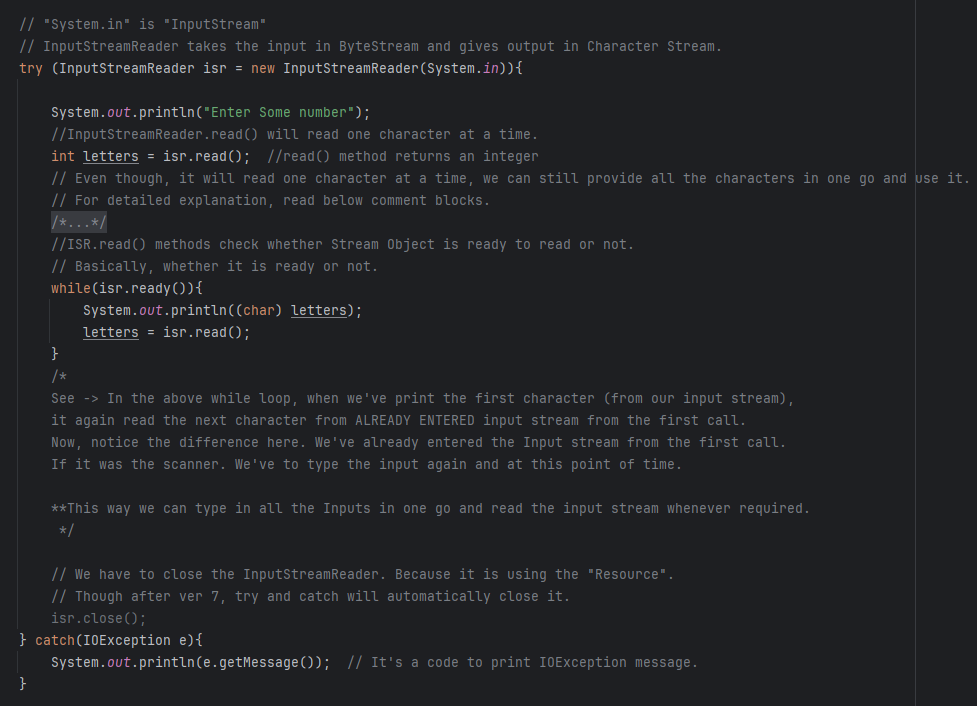 // "System.in" is "InputStream"
// InputStreamReader takes the input in ByteStream and gives output in Character Stream.
try (InputStreamReader isr = new InputStreamReader(System.in)){
System.out.println("Enter Some number");
//InputStreamReader.read() will read one character at a time.
int letters = isr.read();  //read() method returns an integer
// Even though, it will read one character at a time, we can still provide all the characters in one go and use it.
// For detailed explanation, read below comment blocks.
/*...*/
//ISR.read() methods check whether Stream Object is ready to read or not.
// Basically, whether it is ready or not.
while(isr.ready()){
System.out.println((char) letters);
letters = isr.read();
}
/*
See -> In the above while loop, when we've print the first character (from our input stream),
it again read the next character from ALREADY ENTERED input stream from the first call.
Now, notice the difference here. We've already entered the Input stream from the first call.
If it was the scanner. We've to type the input again and at this point of time.
**This way we can type in all the Inputs in one go and read the input stream whenever required.
*/
// We have to close the InputStreamReader. Because it is using the "Resource".
// Though after ver 7, try and catch will automatically close it.
isr.close();
} catch(IOException e){
System.out.println(e.getMessage());  // It's a code to print IOException message.
}